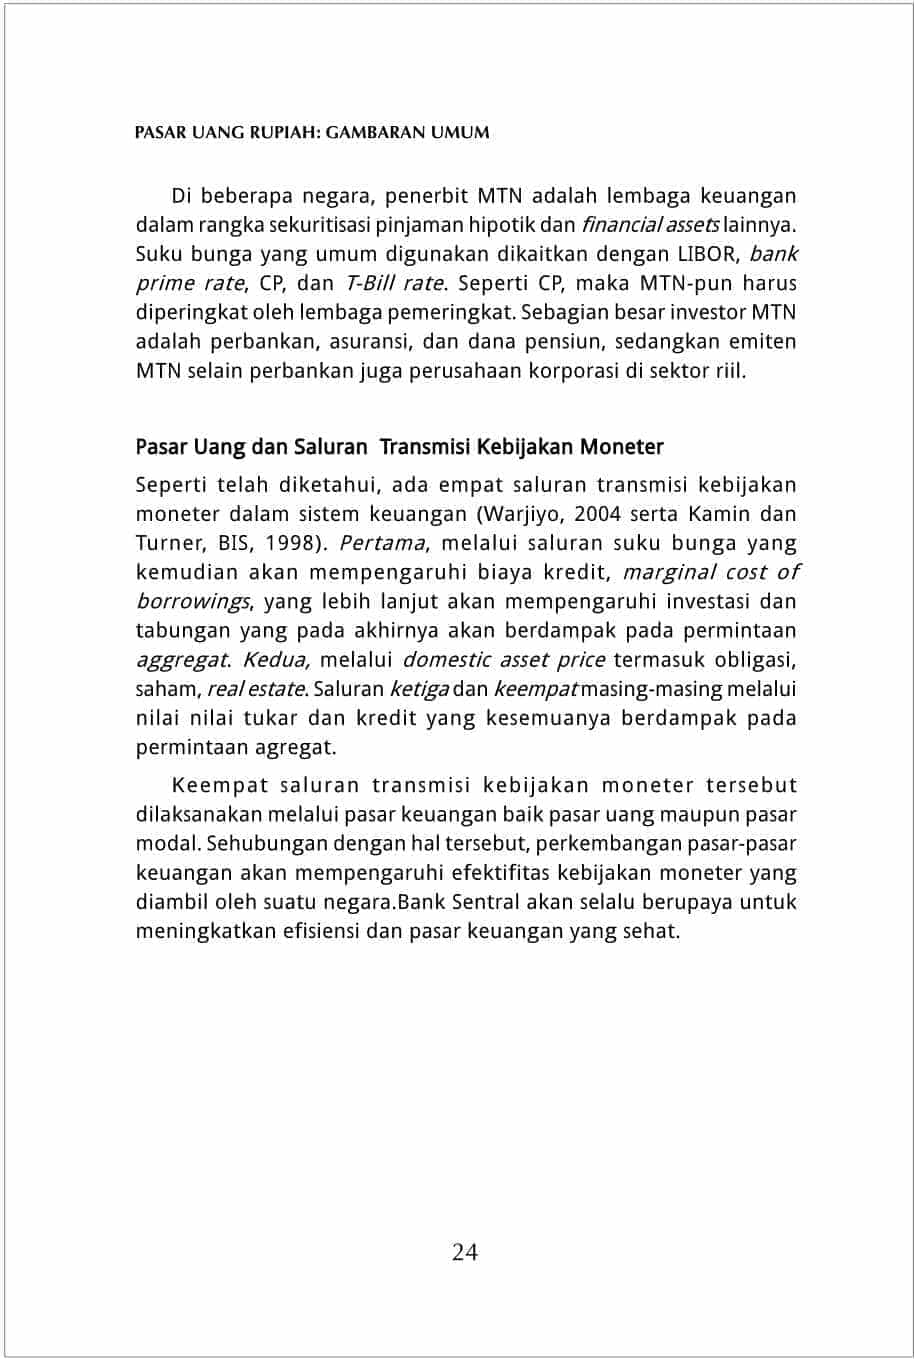 PASAR UANG RUPIAH: GAMBARAN UMUM
Di beberapa negara, penerbit MTN adalah lembaga keuangan
dalam rangka sekuritisasi pinjaman hipotik dan financial assets lainnya.
Suku bunga yang umum digunakan dikaitkan dengan LIBOR, bank
prime rate, CP, dan T-Bill rate. Seperti CP, maka MTN-pun harus
diperingkat oleh lembaga pemeringkat. Sebagian besar investor MTN
adalah perbankan, asuransi, dan dana pensiun, sedangkan emiten
MTN selain perbankan juga perusahaan korporasi di sektor riil.
Pasar Uang dan Saluran  Transmisi Kebijakan Moneter
Seperti telah diketahui, ada empat saluran transmisi kebijakan
moneter dalam sistem keuangan (Warjiyo, 2004 serta Kamin dan
Turner, BIS, 1998). Pertama, melalui saluran suku bunga yang
kemudian akan mempengaruhi biaya kredit, marginal cost of
borrowings, yang lebih lanjut akan mempengaruhi investasi dan
tabungan yang pada akhirnya akan berdampak pada permintaan
aggregat. Kedua, melalui domestic asset price termasuk obligasi,
saham, real estate. Saluran ketiga dan keempat masing-masing melalui
nilai nilai tukar dan kredit yang kesemuanya berdampak pada
permintaan agregat.
Keempat saluran transmisi kebijakan moneter tersebut
dilaksanakan melalui pasar keuangan baik pasar uang maupun pasar
modal. Sehubungan dengan hal tersebut, perkembangan pasar-pasar
keuangan akan mempengaruhi efektifitas kebijakan moneter yang
diambil oleh suatu negara.Bank Sentral akan selalu berupaya untuk
meningkatkan efisiensi dan pasar keuangan yang sehat.
24